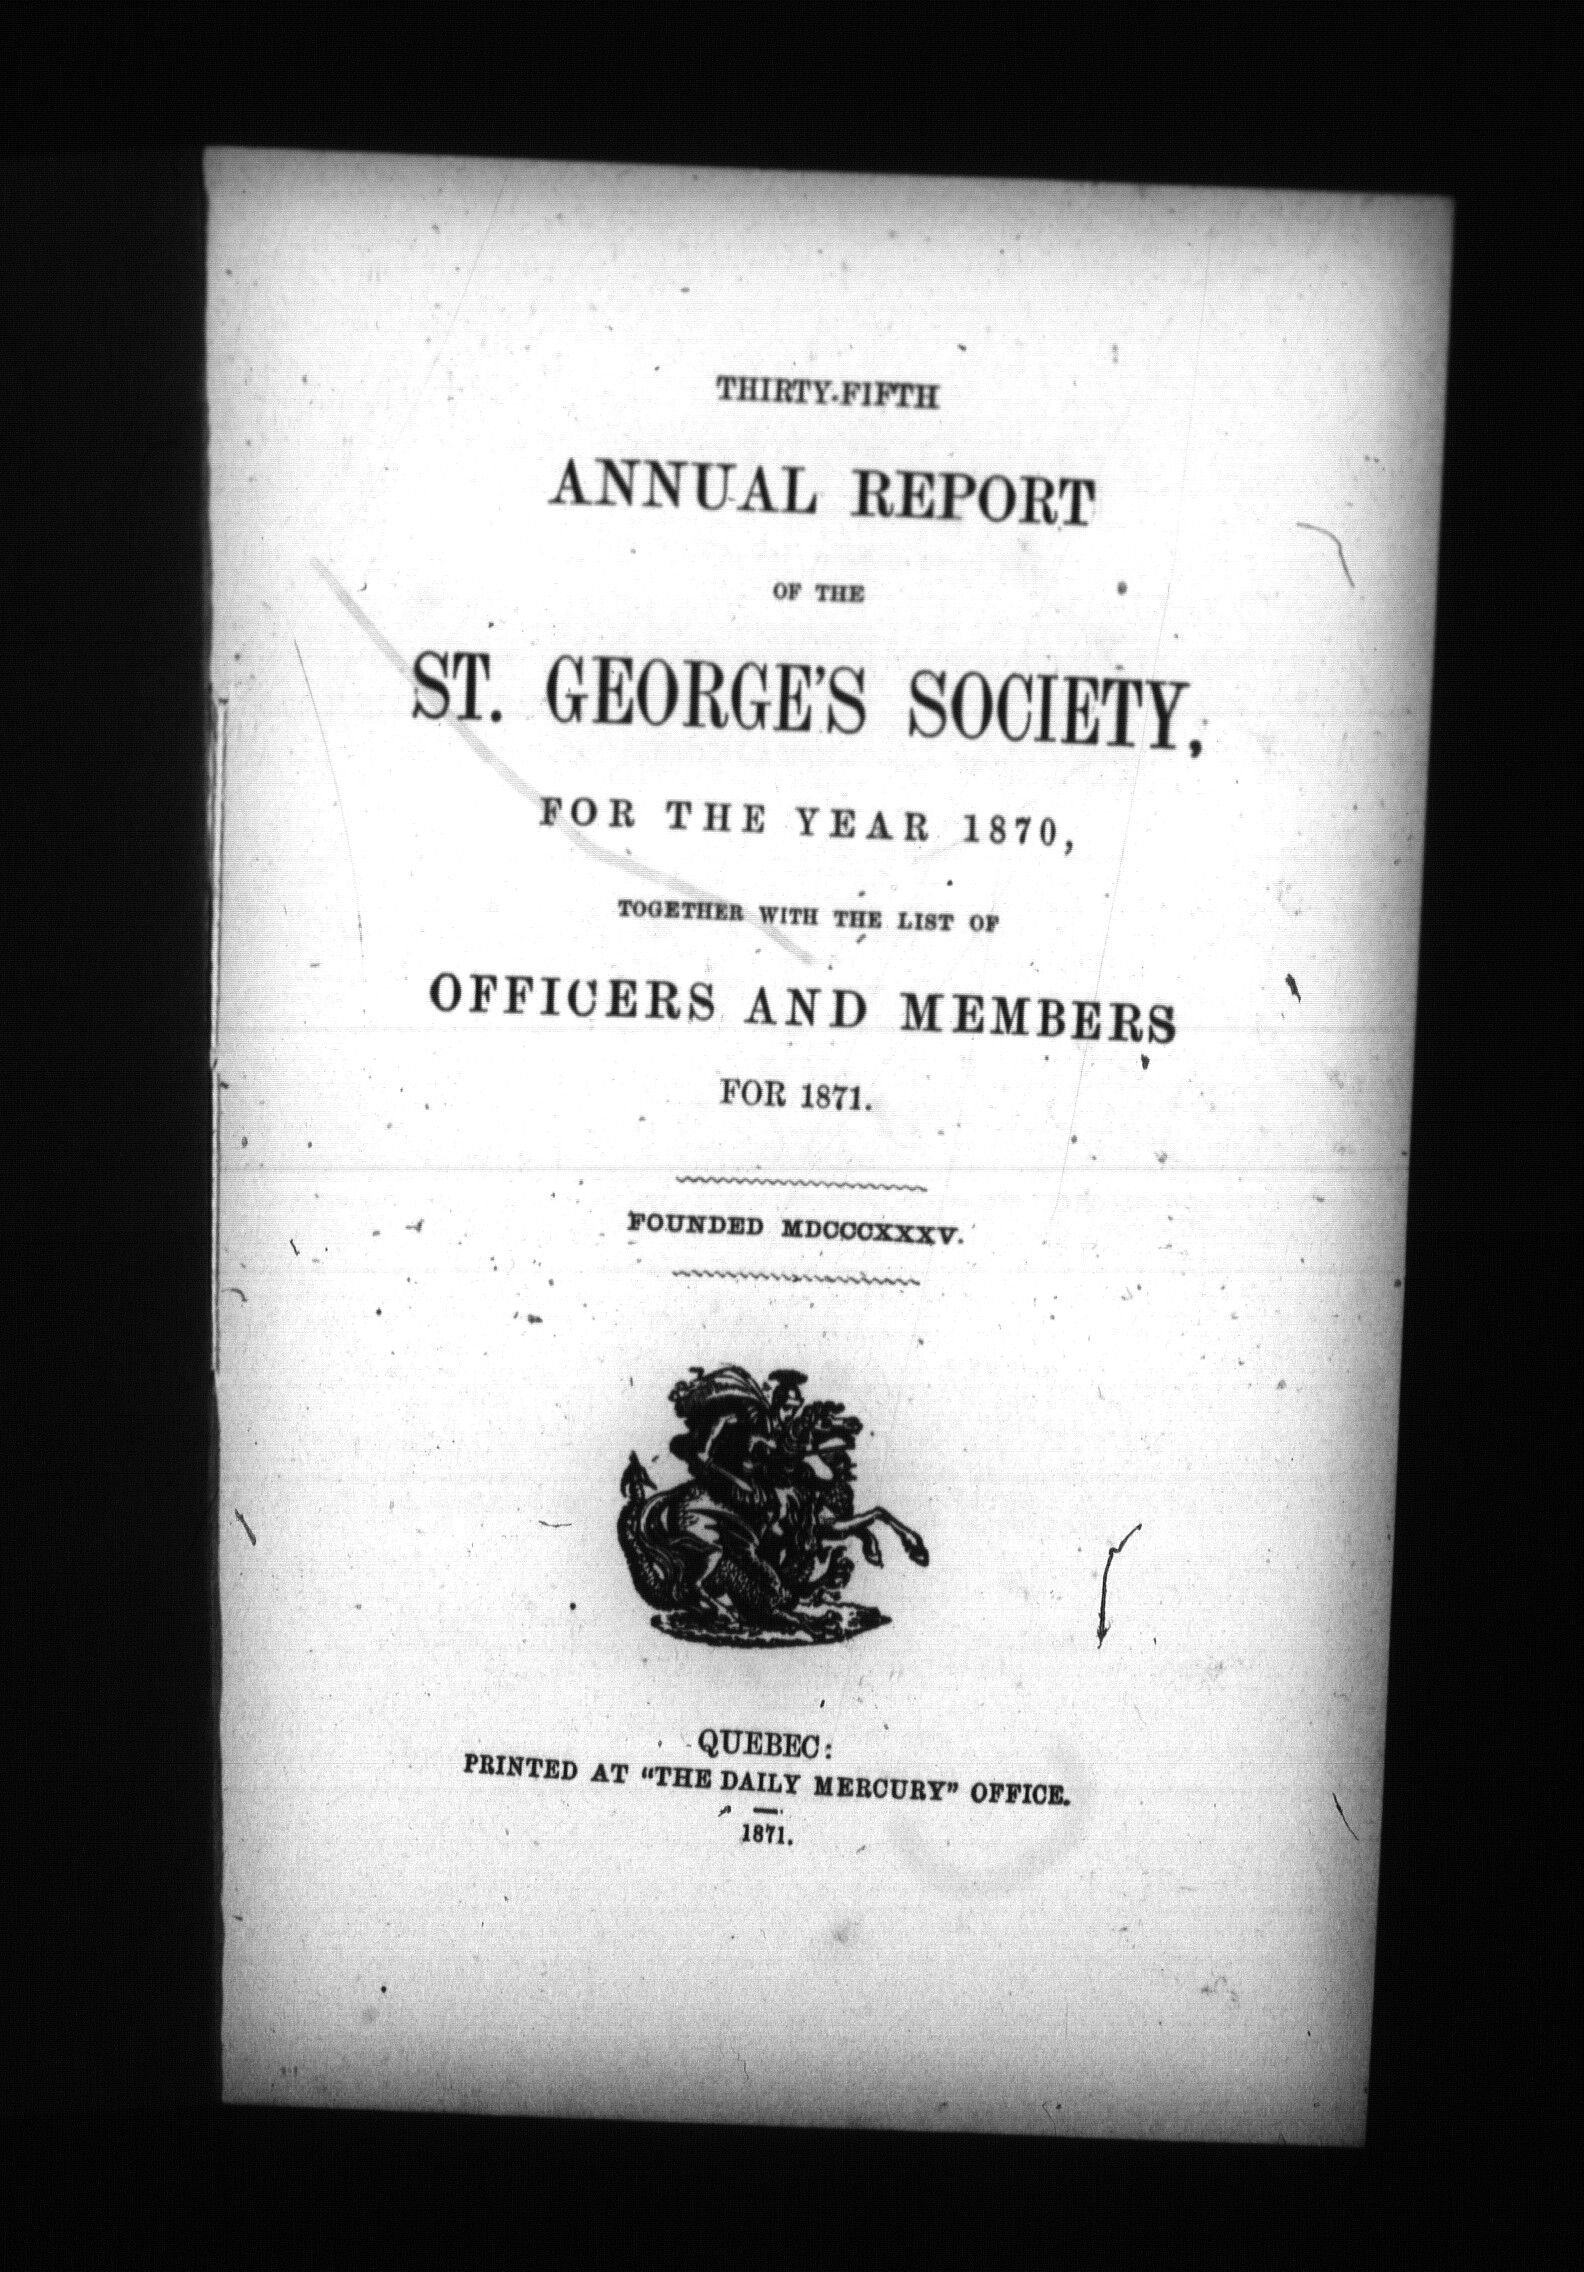 THIRTY-FIFTH
ANNUAL REPORT
OF THE
ST. GEORGE'S SOCIETY,
FOR THE YEAR 1870,
TOGETHER WITH THE LIST OF
OFFICERS AND MEMBERS
FOR 1871.
FOUNDED MDCCCXXXV.
QUEBEC:
PRINTED AT "THE DAILY MERCURY" OFFICE.
1871.